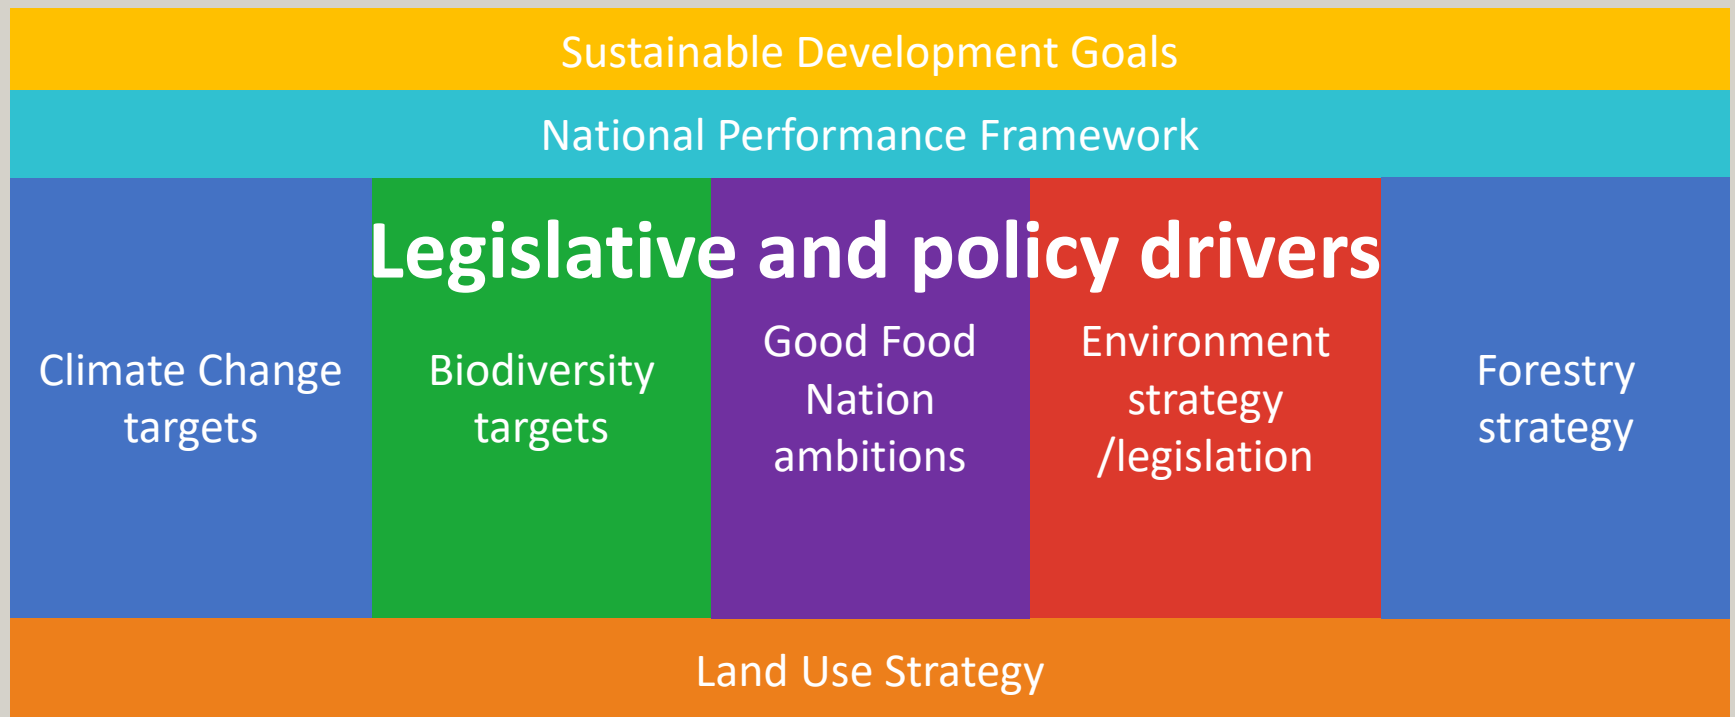 Sustainable Development Goals
National Performance Framework
Legislative and policy drivers
Climate Change
targets
Biodiversity
targets
Good Food
Nation
ambitions
Environment
strategy
/legislation
Forestry
strategy
Land Use Strategy